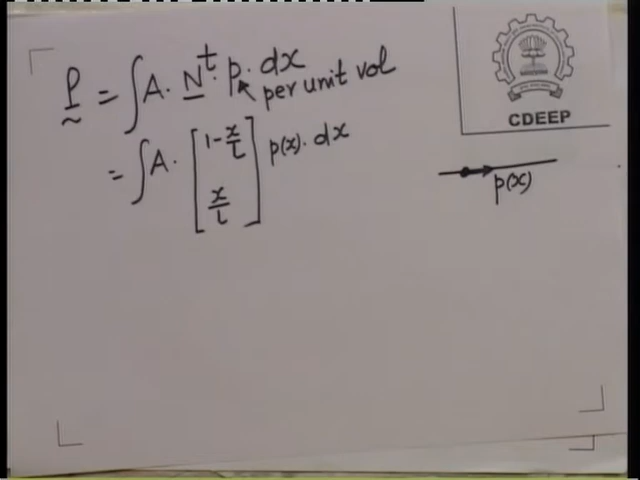 P = ∫A. N^t. p. dx
per unit vol
= ∫A. [1-x/L x/L] p(x). dx
CDEEP
p(x)